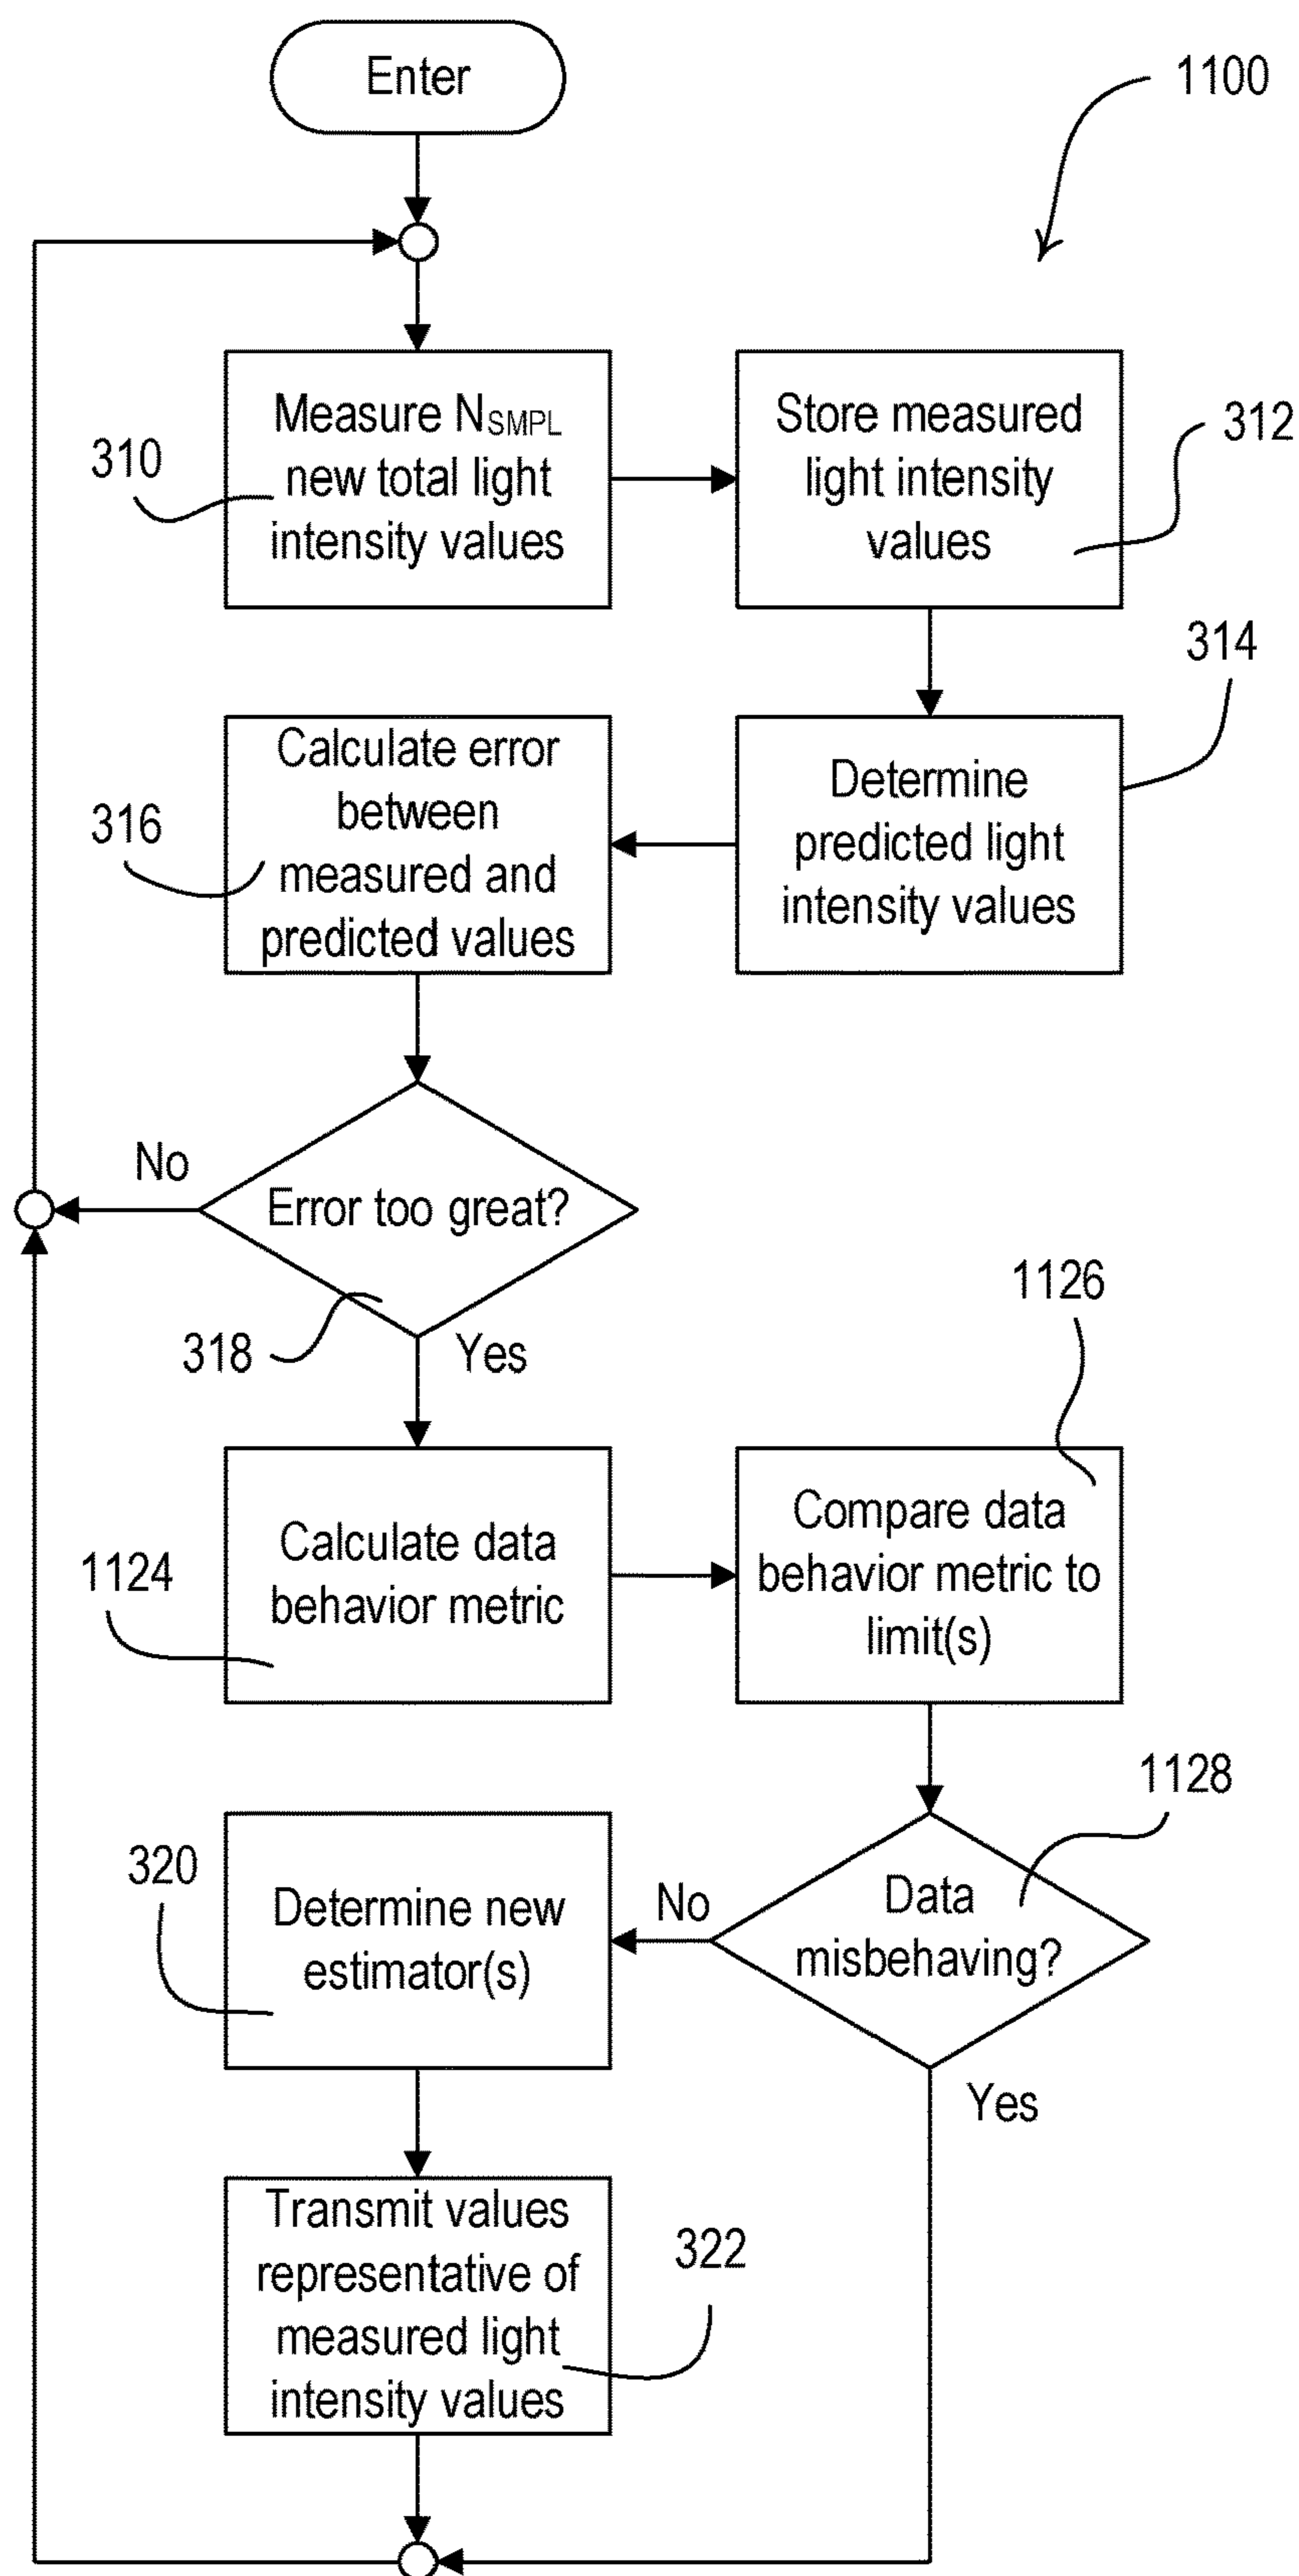 Enter
1100
Measure NSMPL
new total light
intensity values
310
Store measured
light intensity
values
312
314
Calculate error
between
measured and
predicted values
316
Determine
predicted light
intensity values
No
Error too great?
318
Yes
1126
Calculate data
behavior metric
1124
Compare data
behavior metric to
limit(s)
1128
320
Determine new
estimator(s)
No
Data
misbehaving?
Yes
Transmit values
representative of
measured light
intensity values
322